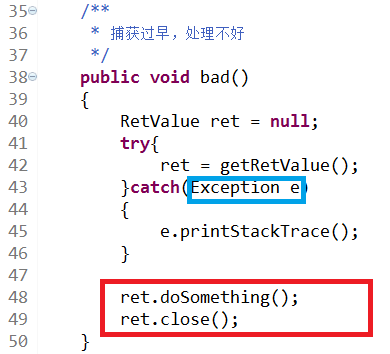 35 /**
36 * 捕获过早，处理不好
37 */
38 public void bad()
39 {
40 RetValue ret = null;
41 try{
42 ret = getRetValue();
43 }catch(Exception e)
44 {
45 e.printStackTrace();
46 }
47
48 ret.doSomething();
49 ret.close();
50 }